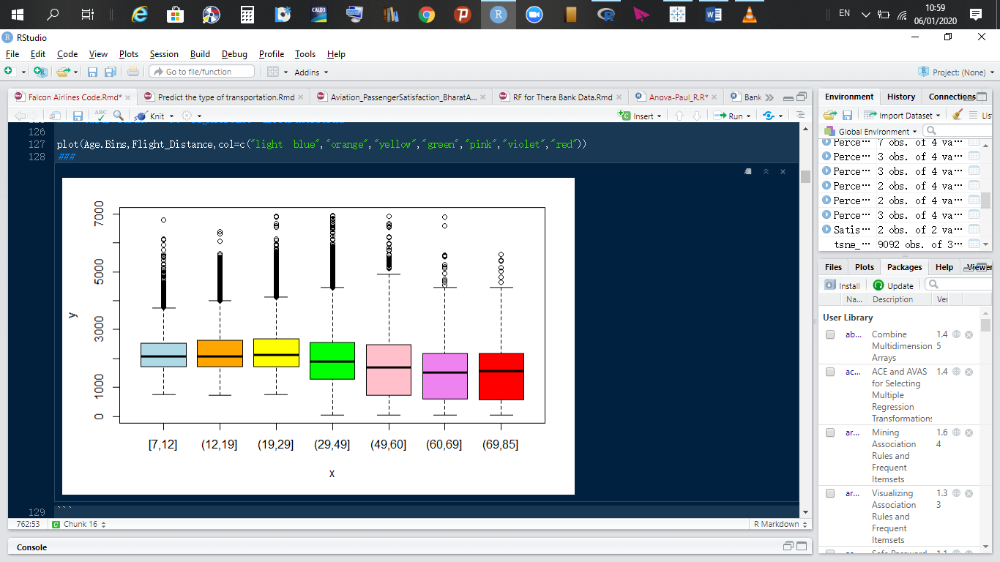 EN
10:59
06/01/2020
RStudio
File Edit Code View Plots Session Build Debug Profile Tools Help
Go to file/function
Addins
Project: (None)
Falcon Airlines Code.Rmd*
Predict the type of transportation.Rmd
Aviation_PassengerSatisfaction_BharatA...
RF for Thera Bank Data.Rmd
Anova-Paul_R.R*
Bank
ABC
Knit
Insert
Run
126
127 plot(Age.Bins,Flight_Distance,col=c("light  blue","orange","yellow","green","pink","violet","red"))
128 ###
7000
5000
3000
1000
0
y
[7,12] (12,19] (19,29] (29,49] (49,60] (60,69] (69,85]
x
129 ```
762:53
Chunk 16
R Markdown
Console
Environment History Connections
Import Dataset
List
Global Environment
Perce… 7 obs. of 4 va…
Perce… 3 obs. of 4 va…
Perce… 3 obs. of 4 va…
Perce… 2 obs. of 4 va…
Perce… 2 obs. of 4 va…
Perce… 3 obs. of 4 va…
Satis… 2 obs. of 2 va…
tsne_ 9092 obs. of 3…
Files Plots Packages Help Viewer
Install
Update
Na... Description Ver
User Library
ab... Combine Multidimension Arrays 1.4
5
ac... ACE and AVAS for Selecting Multiple Regression Transformations 1.4
ar... Mining Association Rules and Frequent Itemsets 1.6
4
ar... Visualizing Association Rules and Frequent Itemsets 1.3
3